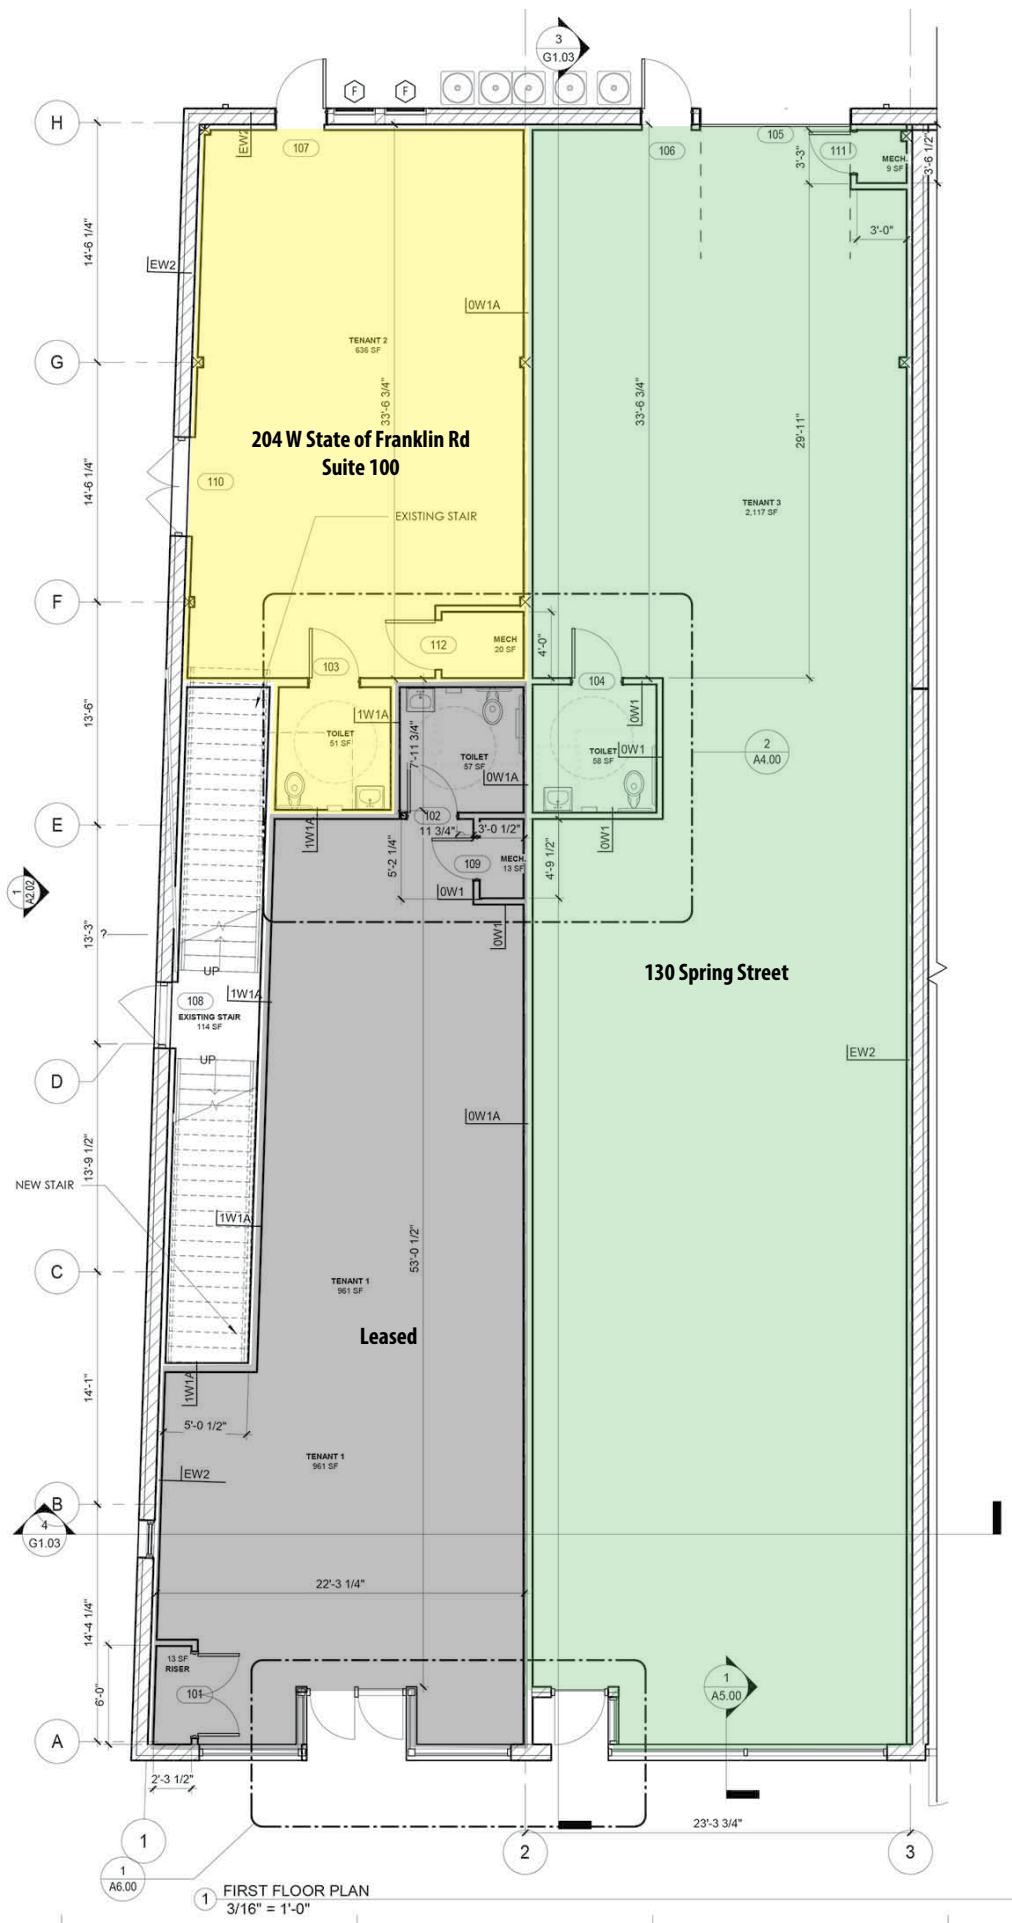 3
G1.03
F
F
H
107
EW2
106
105
111
3'-3"
MECH.
9 SF
3'-6 1/2"
14'-6 1/4"
EW2
3'-0"
0W1A
TENANT 2
636 SF
G
33'-6 3/4"
33'-6 3/4"
29'-11"
204 W State of Franklin Rd
Suite 100
14'-6 1/4"
110
TENANT 3
2,117 SF
EXISTING STAIR
F
112
MECH
20 SF
4'-0"
103
104
13'-6"
1W1A
TOILET
51 SF
7'-11 3/4"
TOILET
57 SF
0W1A
TOILET
58 SF
0W1
0W1
2
A4.00
E
1W1A
102
11 3/4"
3'-0 1/2"
0W1
5'-2 1/4"
109
MECH.
13 SF
4'-9 1/2"
0W1
1
A2.02
0W1
13'-3"
?
UP
130 Spring Street
108
1W1A
EXISTING STAIR
114 SF
UP
EW2
D
0W1A
13'-9 1/2"
NEW STAIR
1W1A
53'-0 1/2"
C
TENANT 1
961 SF
Leased
14'-1"
1W1A
5'-0 1/2"
TENANT 1
961 SF
EW2
B
4
G1.03
22'-3 1/4"
14'-4 1/4"
13 SF
RISER
101
6'-0"
1
A5.00
A
2'-3 1/2"
23'-3 3/4"
1
2
3
1
A6.00
1
FIRST FLOOR PLAN
3/16" = 1'-0"